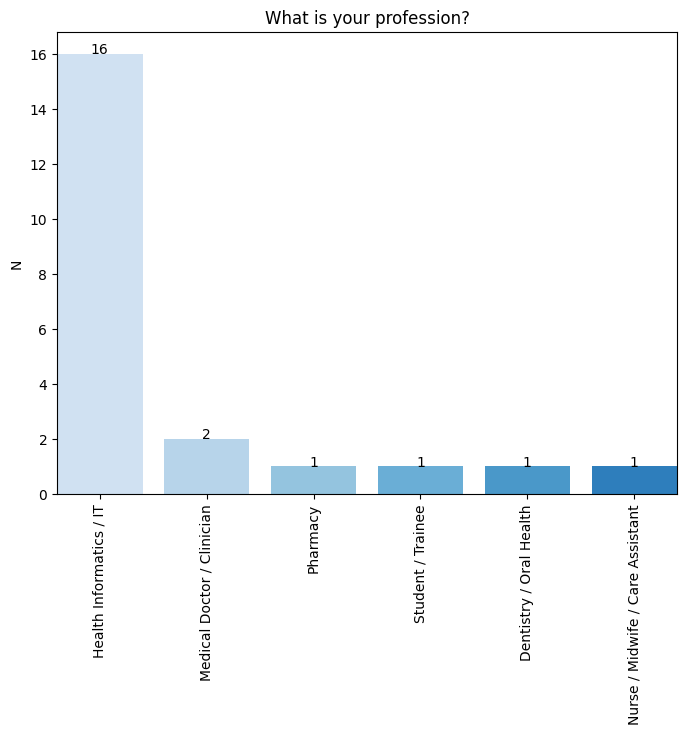 What is your profession?
16
16
14
12
10
8
6
4
2
0
N
2
1
1
1
1
Health Informatics / IT
Medical Doctor / Clinician
Pharmacy
Student / Trainee
Dentistry / Oral Health
Nurse / Midwife / Care Assistant